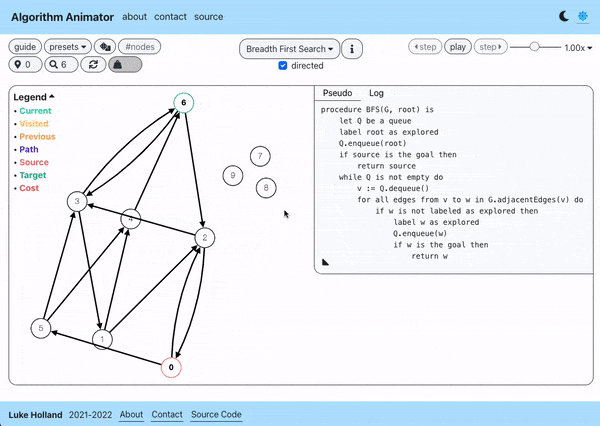 Algorithm Animator about contact source
guide presets #nodes
0 6
Breadth First Search
directed
step play step 1.00x
Legend
• Current
• Visited
• Previous
• Path
• Source
• Target
• Cost
6
7
9
8
3
4
2
5
1
0
Pseudo Log
procedure BFS(G, root) is
let Q be a queue
label root as explored
Q.enqueue(root)
if source is the goal then
return source
while Q is not empty do
v := Q.dequeue()
for all edges from v to w in G.adjacentEdges(v) do
if w is not labeled as explored then
label w as explored
Q.enqueue(w)
if w is the goal then
return w
Luke Holland 2021-2022 About Contact Source Code